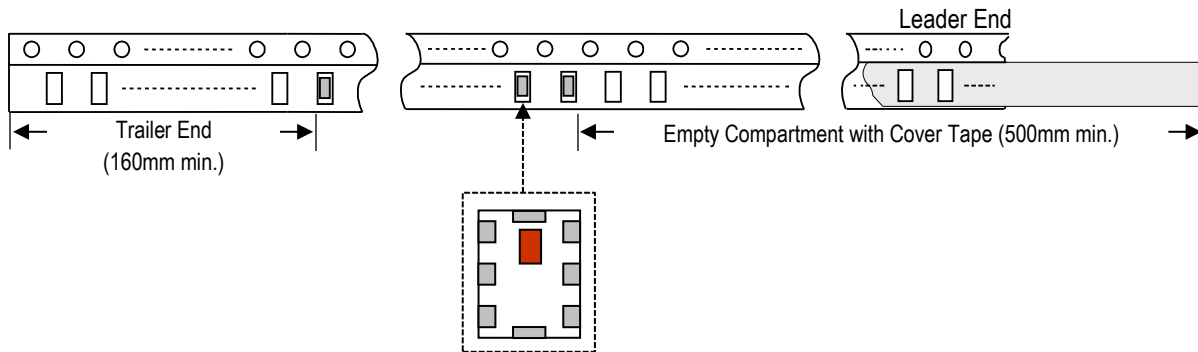 Leader End
Trailer End
(160mm min.)
Empty Compartment with Cover Tape (500mm min.)